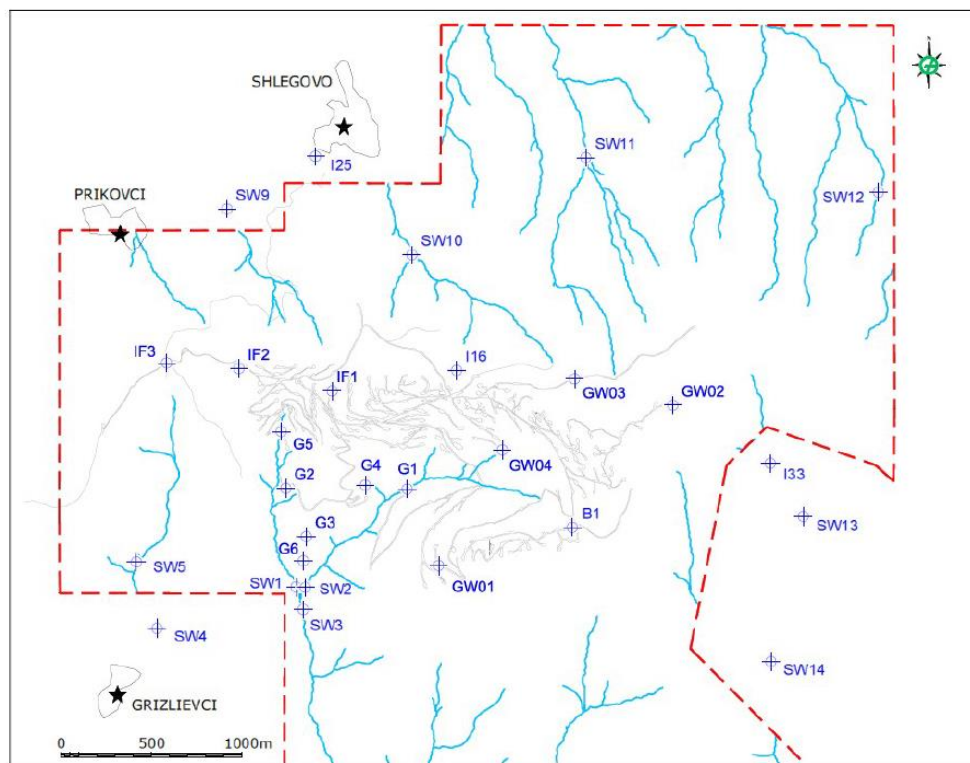 SHLEGOVO
I25
SW11
PRIKOVCI
SW9
SW12
SW10
IF3
IF2
I16
IF1
GW03
GW02
G5
GW04
G4
G1
G2
I33
SW13
B1
G3
G6
SW5
GW01
SW1
SW2
SW3
SW4
SW14
GRIZLIEVCI
0 500 1000m